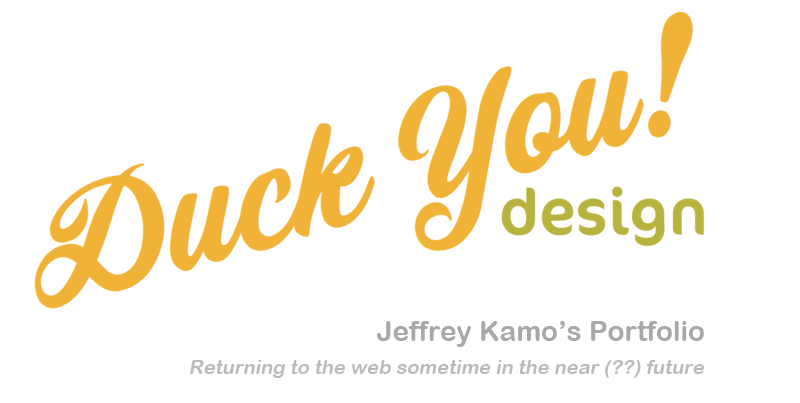 Duck You!
design
Jeffrey Kamo’s Portfolio
Returning to the web sometime in the near (??) future